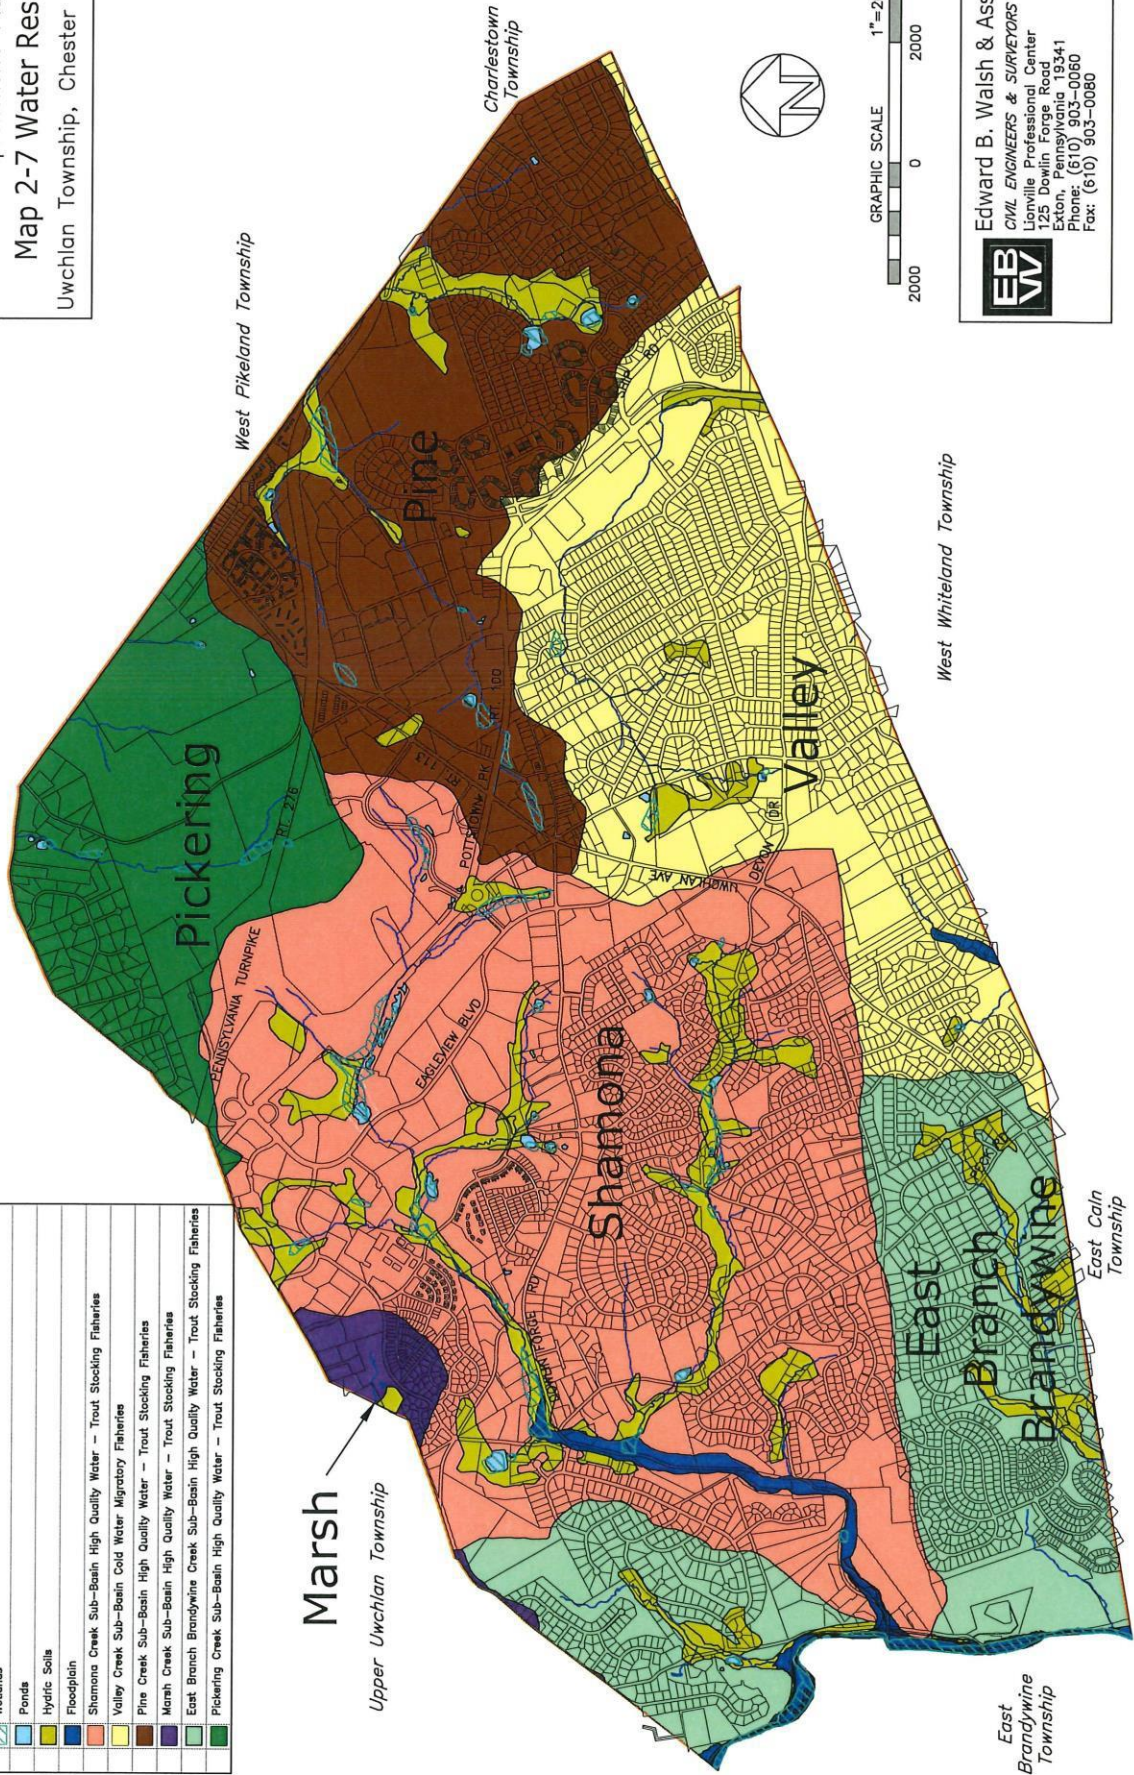 Map 2-7 Water Res
Uwchlan Township, Chester
Ponds
Hydric Soils
Floodplain
Shamona Creek Sub-Basin High Quality Water - Trout Stocking Fisheries
Valley Creek Sub-Basin Cold Water Migratory Fisheries
Pine Creek Sub-Basin High Quality Water - Trout Stocking Fisheries
Marsh Creek Sub-Basin High Quality Water - Trout Stocking Fisheries
East Branch Brandywine Creek Sub-Basin High Quality Water - Trout Stocking Fisheries
Pickering Creek Sub-Basin High Quality Water - Trout Stocking Fisheries
Charlestown
Township
West Pikeland Township
Pickering
RT. 276
PENNSYLVANIA TURNPIKE
Pine
RT. 113
POTTSTOWN PK
RT. 100
EAGLEVIEW BLVD
Marsh
Upper Uwchlan Township
Shamona
DOWLIN FORGE RD
UWCHLAN AVE
DEVON DR
Valley
West Whiteland Township
East
Branch
Brandywine
East Caln
Township
East
Brandywine
Township
N
GRAPHIC SCALE
1"=2
2000
0
2000
EB
W
Edward B. Walsh & Ass
CIVIL ENGINEERS & SURVEYORS
Lionville Professional Center
125 Dowlin Forge Road
Exton, Pennsylvania 19341
Phone: (610) 903-0060
Fax: (610) 903-0080